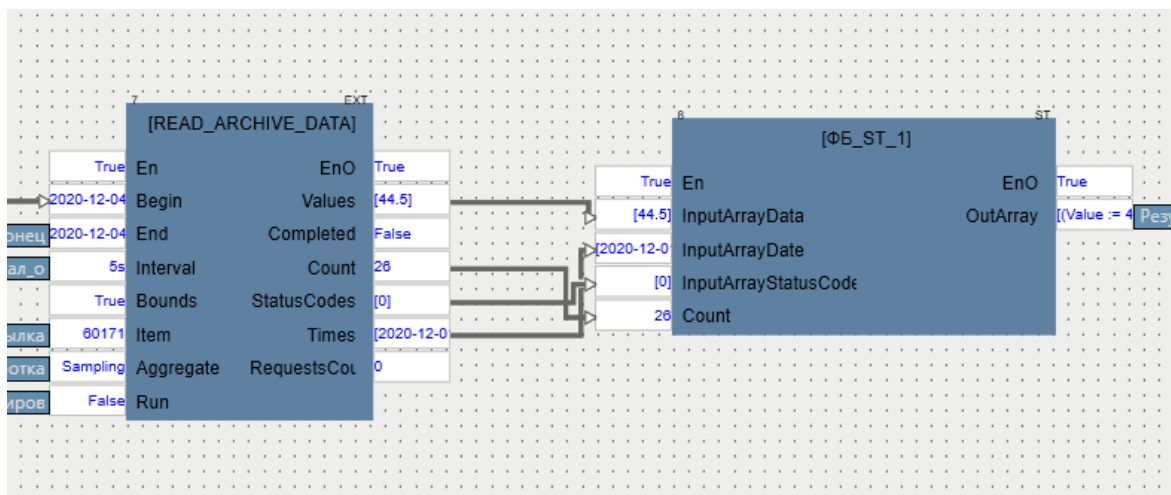 7 EXT
[READ_ARCHIVE_DATA]
True En EnO True
2020-12-04 Begin Values [44.5]
онец 2020-12-04 End Completed False
ал_о 5s Interval Count 26
True Bounds StatusCodes [0]
ылка 60171 Item Times [2020-12-0
отка Sampling Aggregate RequestsCou 0
иров False Run
8 ST
[ФБ_ST_1]
True En EnO True
[44.5] InputArrayData OutArray [(Value := 4 Резу
[2020-12-0 InputArrayDate
[0] InputArrayStatusCode
26 Count